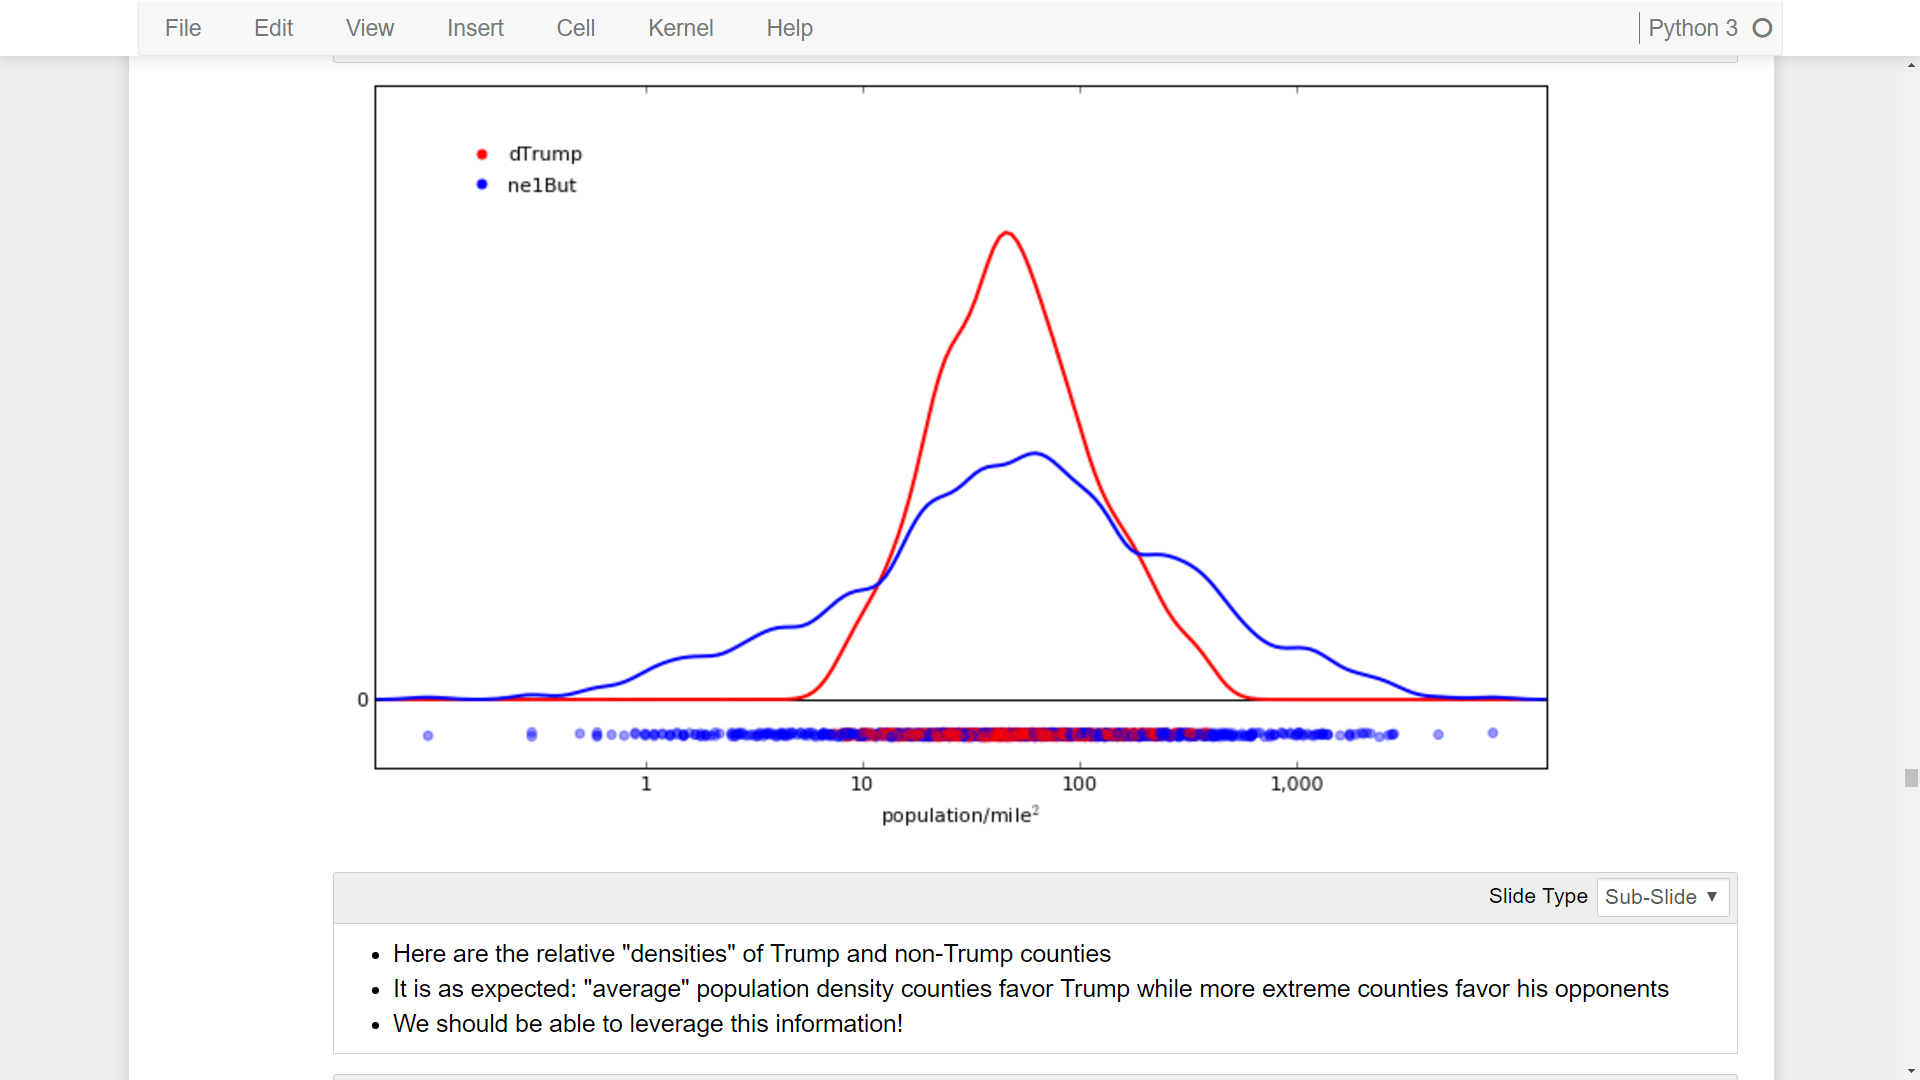 File Edit View Insert Cell Kernel Help Python 3
dTrump
ne1But
0
1 10 100 1,000
population/mile²
Slide Type Sub-Slide
Here are the relative "densities" of Trump and non-Trump counties
It is as expected: "average" population density counties favor Trump while more extreme counties favor his opponents
We should be able to leverage this information!